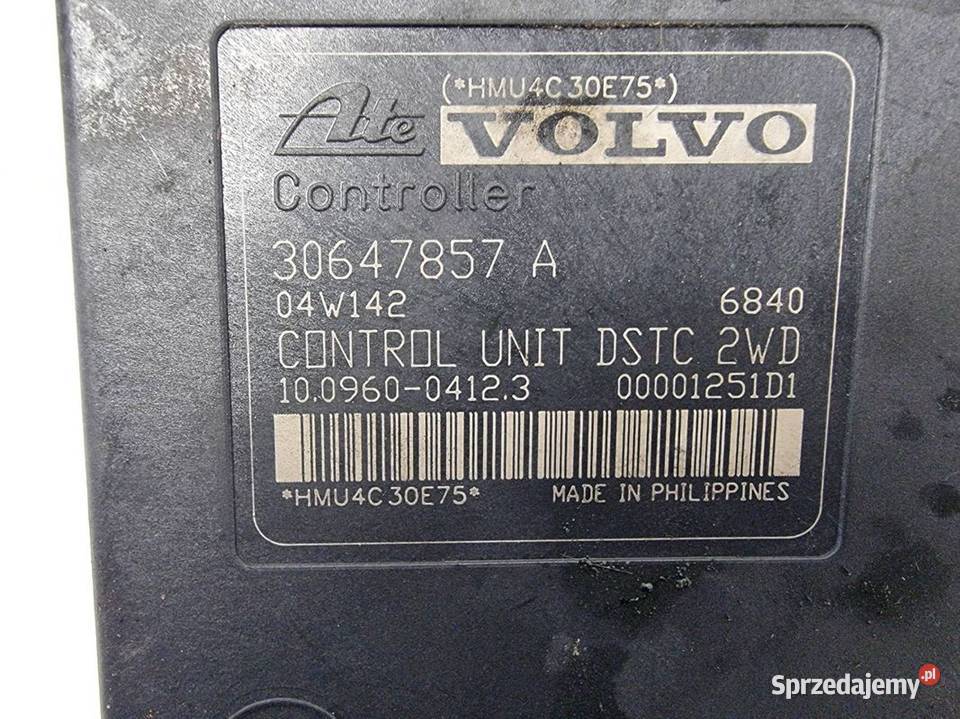 (*HMU4C30E75*)
Ate VOLVO
Controller
30647857 A
04W142 6840
CONTROL UNIT DSTC 2WD
10.0960-0412.3 00001251D1
*HMU4C30E75* MADE IN PHILIPPINES
Sprzedajemy.pl